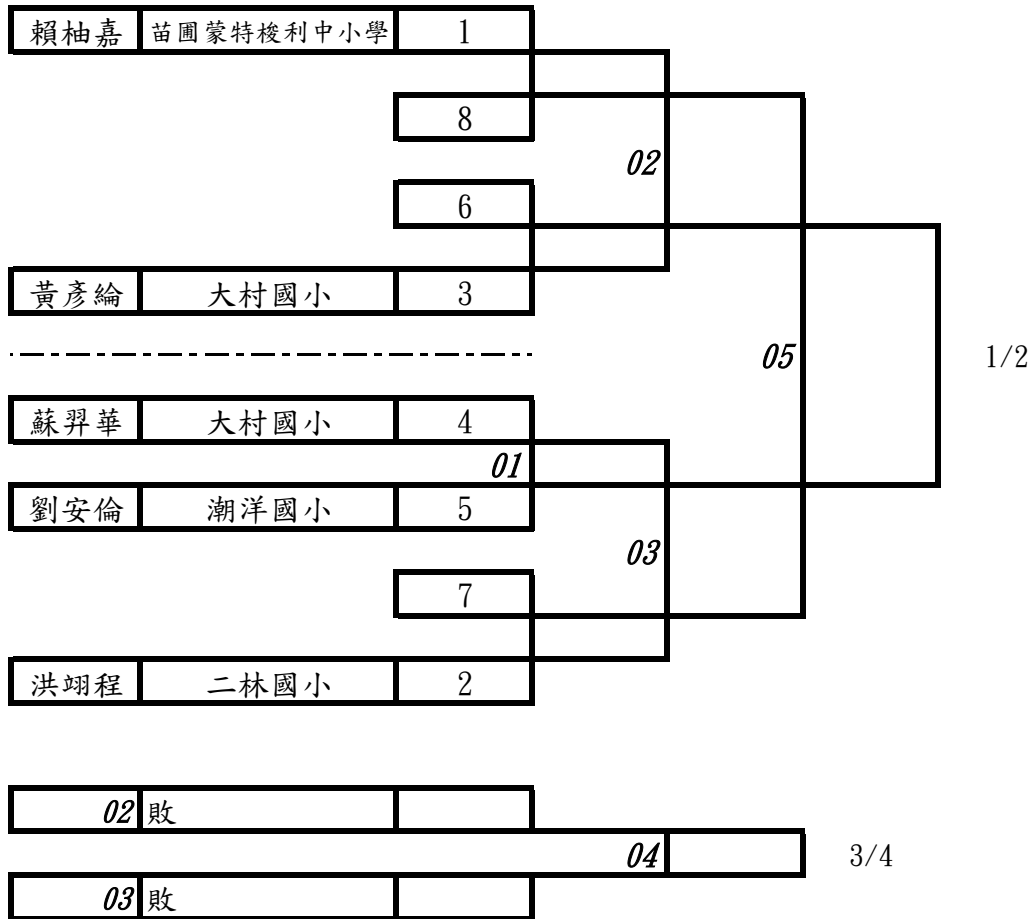 賴柚嘉 苗圃蒙特梭利中小學 1
8
02
6
黃彥綸 大村國小 3
05 1/2
蘇羿華 大村國小 4
01
劉安倫 潮洋國小 5
03
7
洪翊程 二林國小 2
02 敗
04 3/4
03 敗